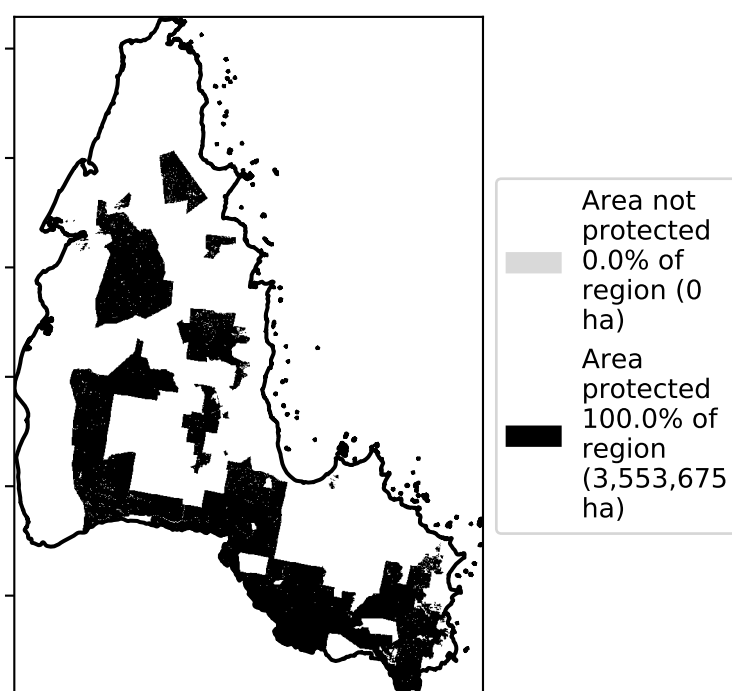 Area not
protected
0.0% of
region (0
ha)
Area
protected
100.0% of
region
(3,553,675
ha)